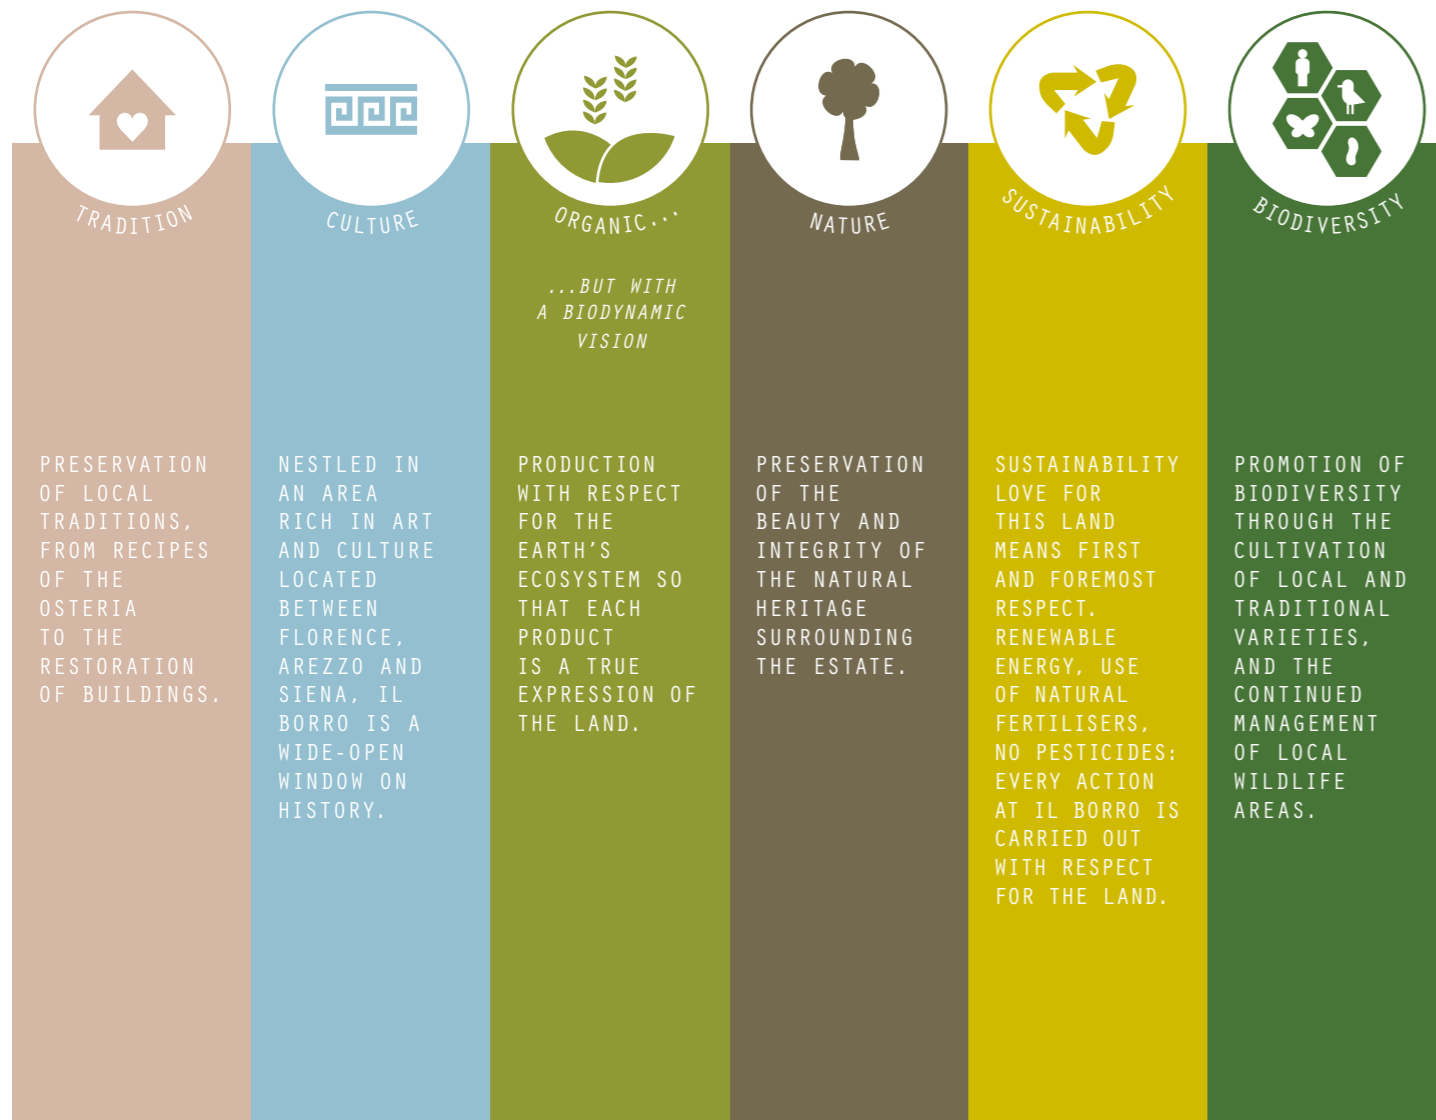 TRADITION
PRESERVATION
OF LOCAL
TRADITIONS,
FROM RECIPES
OF THE
OSTERIA
TO THE
RESTORATION
OF BUILDINGS.
CULTURE
NESTLED IN
AN AREA
RICH IN ART
AND CULTURE
LOCATED
BETWEEN
FLORENCE,
AREZZO AND
SIENA, IL
BORRO IS A
WIDE-OPEN
WINDOW ON
HISTORY.
ORGANIC...
...BUT WITH
A BIODYNAMIC
VISION
PRODUCTION
WITH RESPECT
FOR THE
EARTH'S
ECOSYSTEM SO
THAT EACH
PRODUCT
IS A TRUE
EXPRESSION OF
THE LAND.
NATURE
PRESERVATION
OF THE
BEAUTY AND
INTEGRITY OF
THE NATURAL
HERITAGE
SURROUNDING
THE ESTATE.
SUSTAINABILITY
SUSTAINABILITY
LOVE FOR
THIS LAND
MEANS FIRST
AND FOREMOST
RESPECT.
RENEWABLE
ENERGY, USE
OF NATURAL
FERTILISERS,
NO PESTICIDES:
EVERY ACTION
AT IL BORRO IS
CARRIED OUT
WITH RESPECT
FOR THE LAND.
BIODIVERSITY
PROMOTION OF
BIODIVERSITY
THROUGH THE
CULTIVATION
OF LOCAL AND
TRADITIONAL
VARIETIES,
AND THE
CONTINUED
MANAGEMENT
OF LOCAL
WILDLIFE
AREAS.